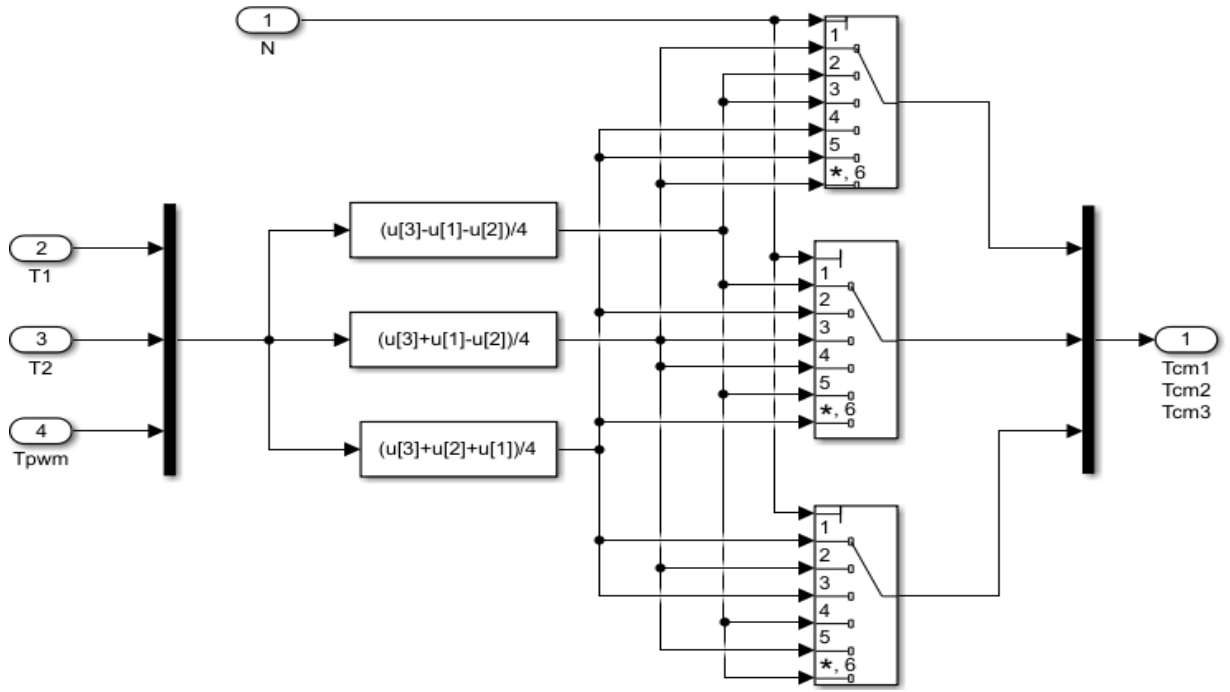 1
N
1
2
3
4
5
*, 6
2
T1
3
T2
4
Tpwm
(u[3]-u[1]-u[2])/4
(u[3]+u[1]-u[2])/4
(u[3]+u[2]+u[1])/4
1
2
3
4
5
*, 6
1
2
3
4
5
*, 6
1
Tcm1
Tcm2
Tcm3